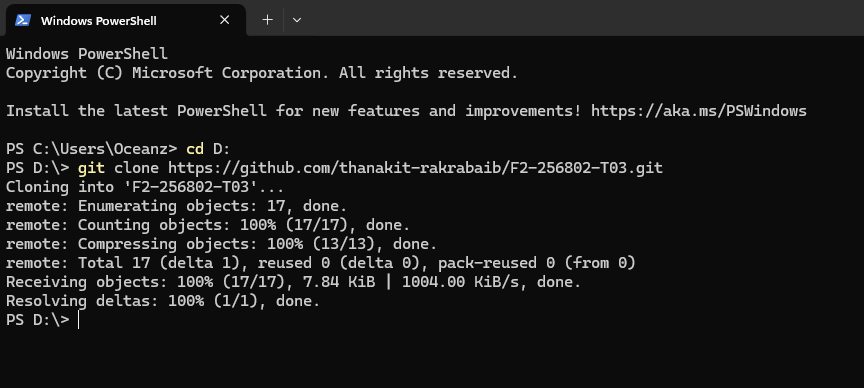 Windows PowerShell
Windows PowerShell
Copyright (C) Microsoft Corporation. All rights reserved.
Install the latest PowerShell for new features and improvements! https://aka.ms/PSWindows
PS C:\Users\Oceanz> cd D:
PS D:\> git clone https://github.com/thanakit-rakrabaib/F2-256802-T03.git
Cloning into 'F2-256802-T03'...
remote: Enumerating objects: 17, done.
remote: Counting objects: 100% (17/17), done.
remote: Compressing objects: 100% (13/13), done.
remote: Total 17 (delta 1), reused 0 (delta 0), pack-reused 0 (from 0)
Receiving objects: 100% (17/17), 7.84 KiB | 1004.00 KiB/s, done.
Resolving deltas: 100% (1/1), done.
PS D:\>